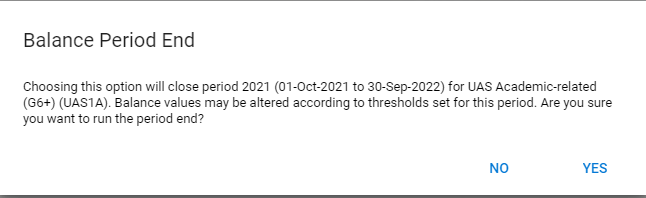 Balance Period End
Choosing this option will close period 2021 (01-Oct-2021 to 30-Sep-2022) for UAS Academic-related
(G6+) (UAS1A). Balance values may be altered according to thresholds set for this period. Are you sure
you want to run the period end?
NO YES